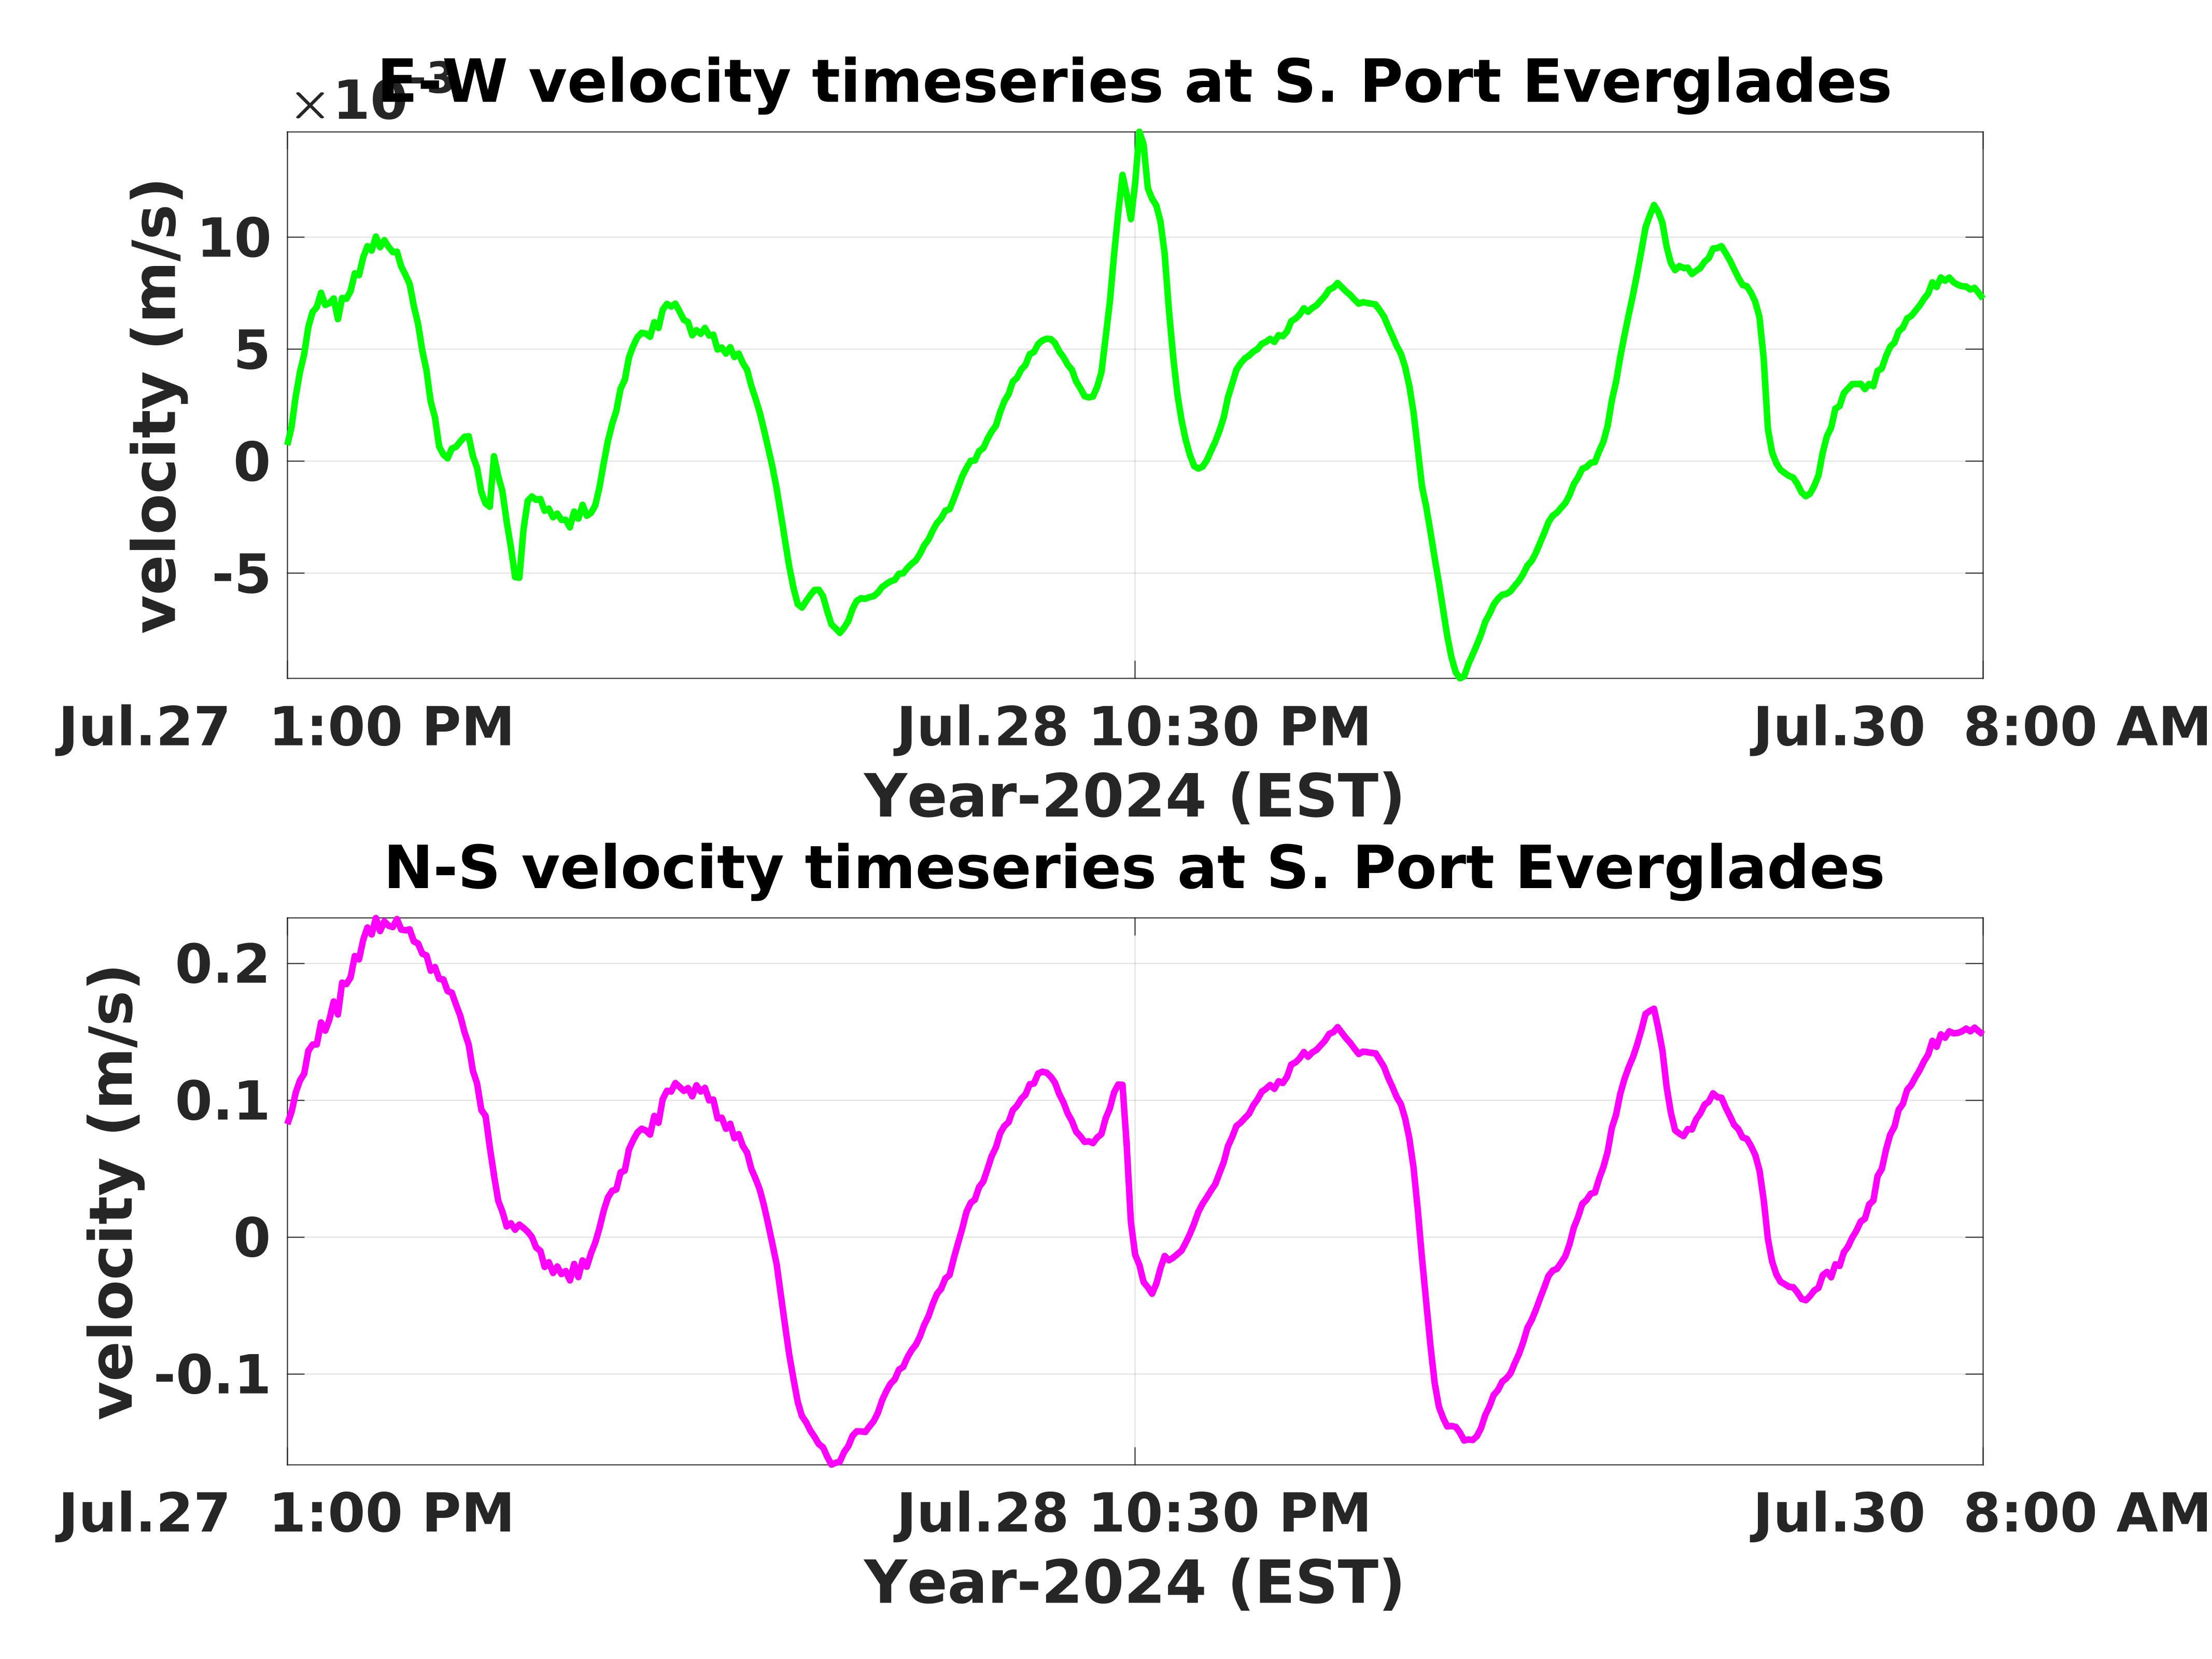 ×10-3
E-W velocity timeseries at S. Port Everglades
velocity (m/s)
10
5
0
-5
Jul.27  1:00 PM Jul.28 10:30 PM Jul.30  8:00 AM
Year-2024 (EST)
N-S velocity timeseries at S. Port Everglades
velocity (m/s)
0.2
0.1
0
-0.1
Jul.27  1:00 PM Jul.28 10:30 PM Jul.30  8:00 AM
Year-2024 (EST)